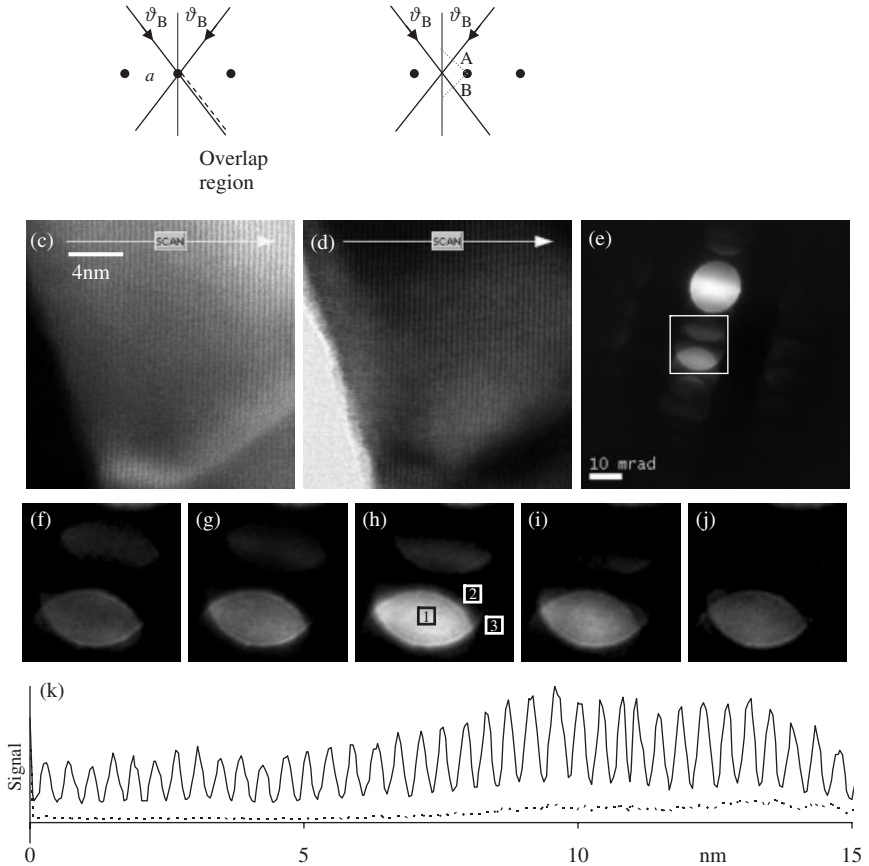 ϑB ϑB
a
Overlap
region
ϑB ϑB
A
B
(c) SCAN
4nm
(d) SCAN
(e)
10 mrad
(f)
(g)
(h)
1
2
3
(i)
(j)
(k)
Signal
0 5 10 nm 15